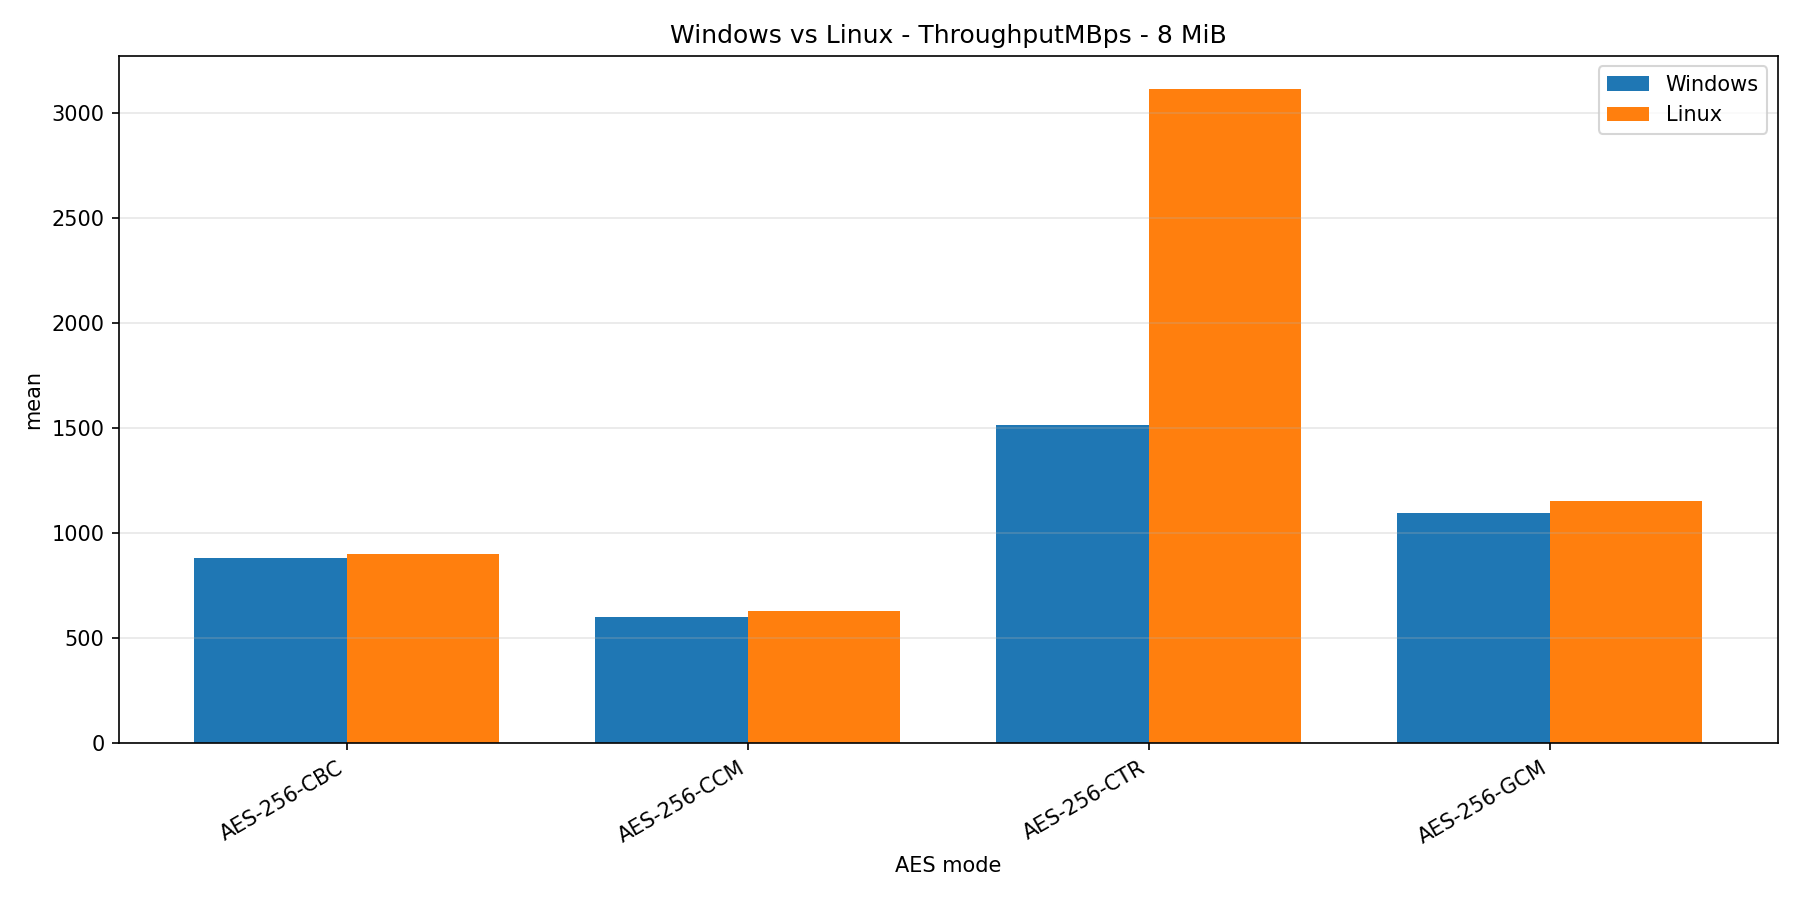 Windows vs Linux - ThroughputMBps - 8 MiB
Windows
Linux
3000
2500
2000
1500
1000
500
0
mean
AES-256-CBC
AES-256-CCM
AES-256-CTR
AES-256-GCM
AES mode